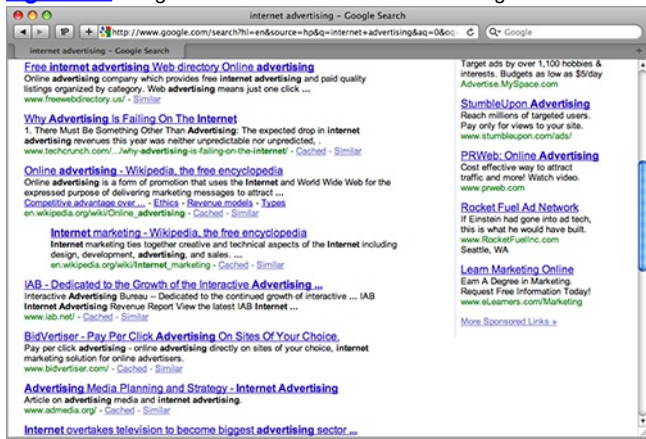 internet advertising – Google Search
http://www.google.com/search?hl=en&source=hp&q=internet+advertising&aq=0&oq=
Google
internet advertising – Google Search
Free internet advertising Web directory Online advertising
Online advertising company which provides free internet advertising and paid quality
listings organized by category. Web advertising means just one click ...
www.freewebdirectory.us/ - Similar
Why Advertising Is Failing On The Internet
1. There Must Be Something Other Than Advertising: The expected drop in internet
advertising revenues this year was neither unpredictable nor unpredicted, .
www.techcrunch.com/.../why-advertising-is-failing-on-the-internet/ - Cached - Similar
Online advertising - Wikipedia, the free encyclopedia
Online advertising is a form of promotion that uses the Internet and World Wide Web for the
expressed purpose of delivering marketing messages to attract ...
Competitive advantage over ... - Ethics - Revenue models - Types
en.wikipedia.org/wiki/Online_advertising - Cached - Similar
Internet marketing - Wikipedia, the free encyclopedia
Internet marketing ties together creative and technical aspects of the Internet including
design, development, advertising, and sales. ...
en.wikipedia.org/wiki/Internet_marketing - Cached - Similar
IAB - Dedicated to the Growth of the Interactive Advertising ...
Interactive Advertising Bureau -- Dedicated to the continued growth of interactive ... IAB
Internet Advertising Revenue Report View the latest IAB Internet ...
www.iab.net/ - Cached - Similar
BidVertiser - Pay Per Click Advertising On Sites Of Your Choice.
Pay per click advertising - online advertising directly on sites of your choice, internet
marketing solution for online advertisers.
www.bidvertiser.com/ - Cached - Similar
Advertising Media Planning and Strategy - Internet Advertising
Article on advertising media and internet advertising.
www.admedia.org/ - Cached - Similar
Internet overtakes television to become biggest advertising sector ...
Target ads by over 1,100 hobbies &
interests. Budgets as low as $5/day
Advertise.MySpace.com
StumbleUpon Advertising
Reach millions of targeted users.
Pay only for views to your site.
www.stumbleupon.com/ads/
PRWeb: Online Advertising
Cost effective way to attract
traffic and more! Watch video.
www.prweb.com
Rocket Fuel Ad Network
If Einstein had gone into ad tech,
this is what he would have built.
www.RocketFuelInc.com
Seattle, WA
Learn Marketing Online
Earn A Degree in Marketing.
Request Free Information Today!
www.eLearners.com/Marketing
More Sponsored Links »